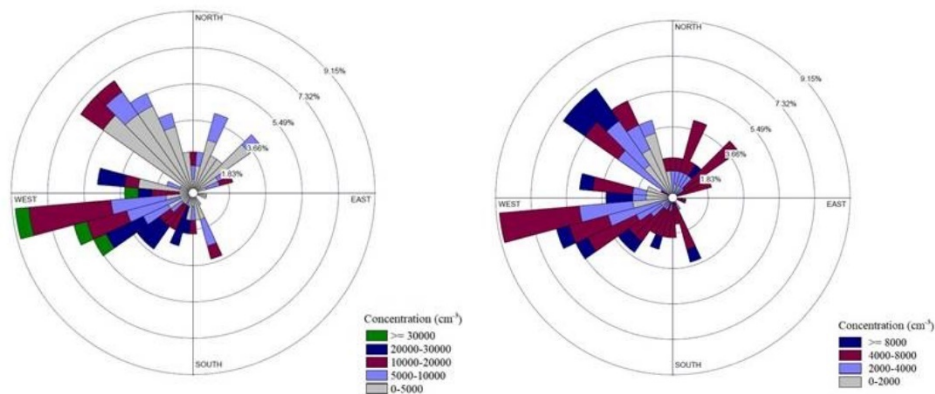 NORTH
9.15%
7.32%
5.49%
3.66%
1.83%
WEST
EAST
SOUTH
Concentration (cm⁻³)
>= 30000
20000-30000
10000-20000
5000-10000
0-5000
NORTH
9.15%
7.32%
5.49%
3.66%
1.83%
WEST
EAST
SOUTH
Concentration (cm⁻³)
>= 8000
4000-8000
2000-4000
0-2000